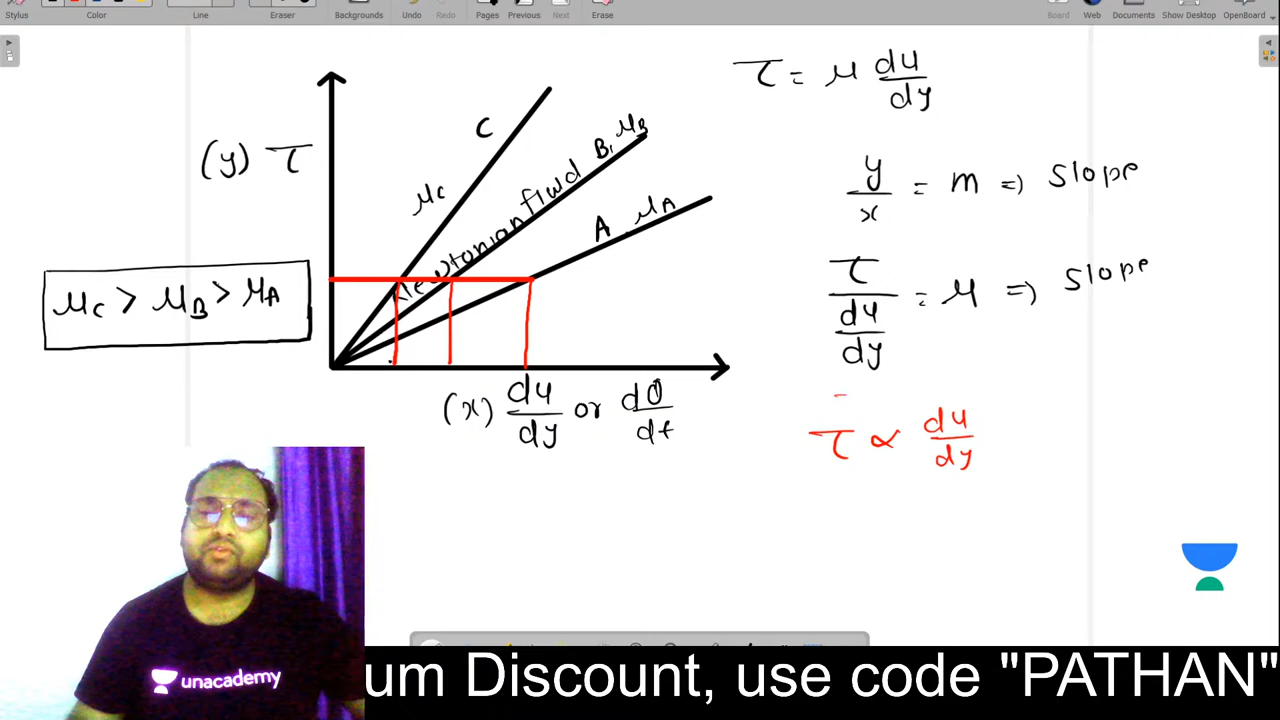 Stylus
Color
Line
Eraser
Backgrounds
Undo
Redo
Pages
Previous
Next
Erase
Board
Web
Documents
Show Desktop
OpenBoard
τ = μ du/dy
C
B, μB
(y) τ
μC
Newtonian fluid
A μA
y/x = m => Slope
μC > μB > μA
τ/(du/dy) = μ => Slope
(x) du/dy or dθ/dt
τ ∝ du/dy
unacademy
um Discount, use code "PATHAN"